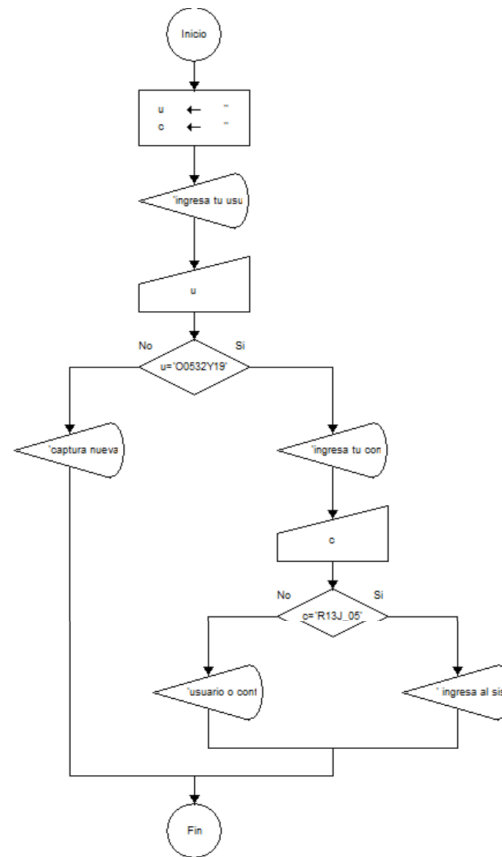 Inicio
u ← ''
c ← ''
'ingresa tu usu
u
No Si
u='O0532Y19'
'captura nueva
'ingresa tu con
c
No Si
c='R13J_05'
'usuario o cont
' ingresa al sis
Fin